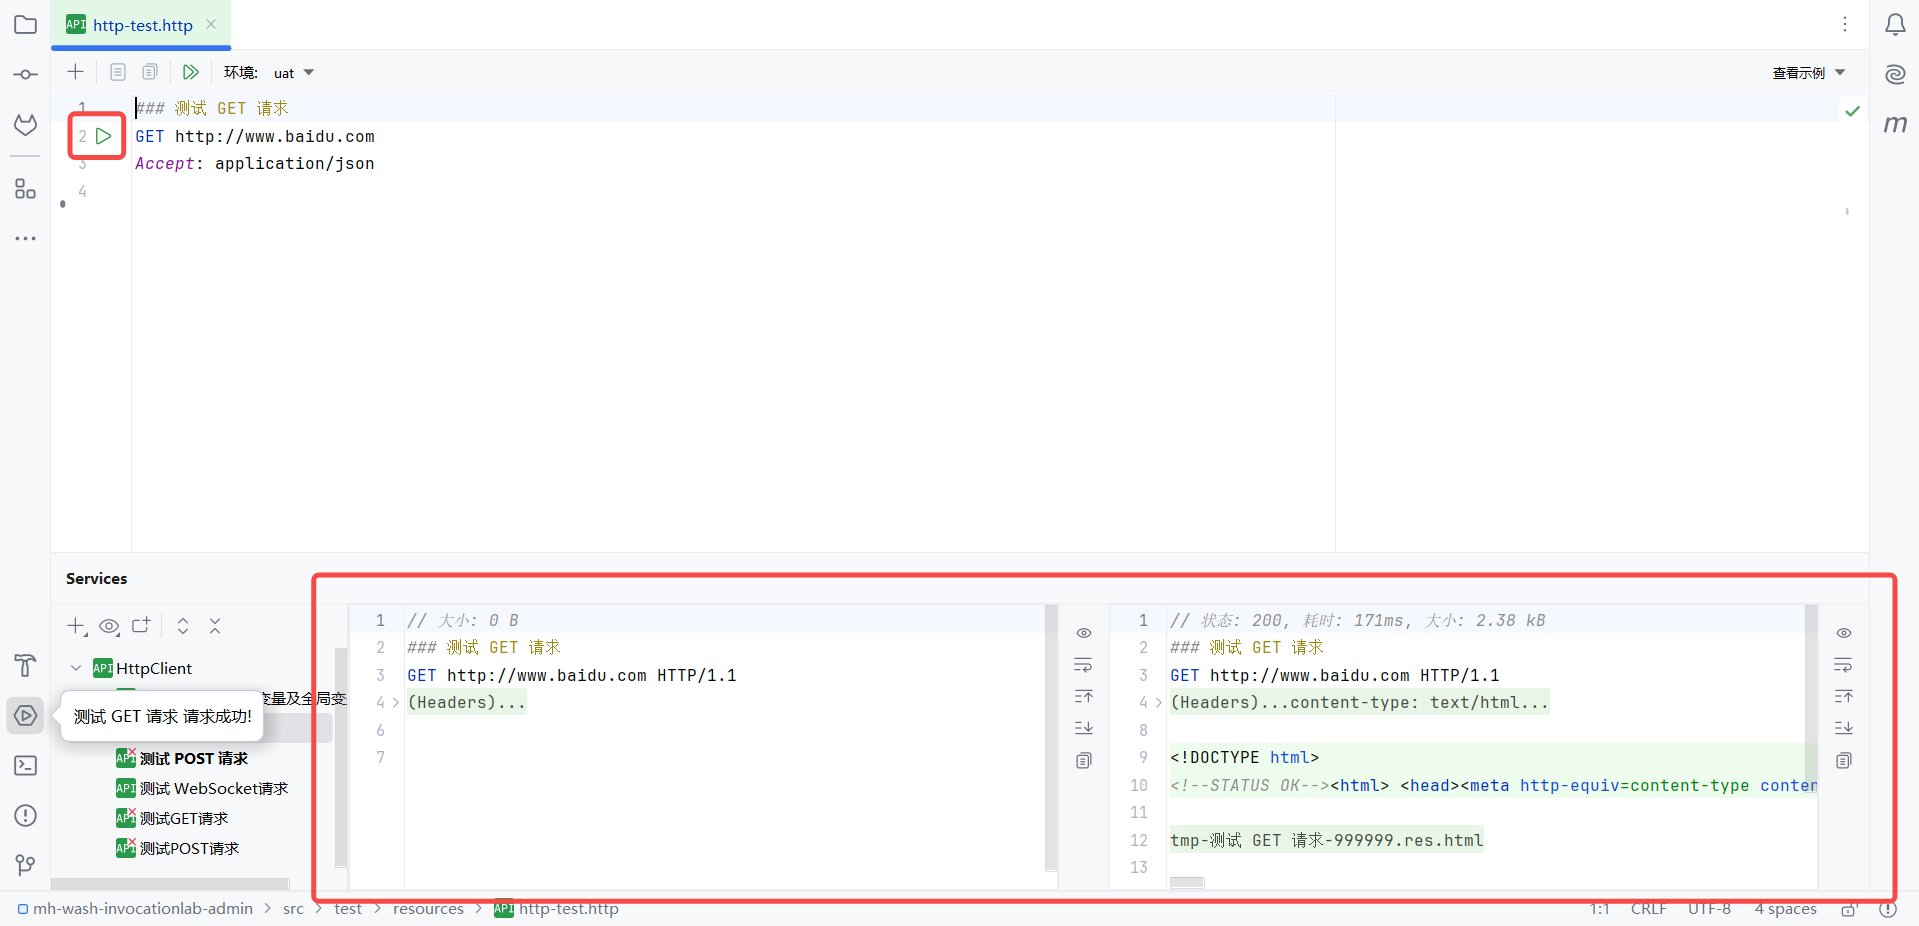 API http-test.http
环境: uat
查看示例
1 ### 测试 GET 请求
2 GET http://www.baidu.com
3 Accept: application/json
4
m
Services
API HttpClient
变量及全局变
测试 GET 请求 请求成功!
API 测试 POST 请求
API 测试 WebSocket请求
API 测试GET请求
API 测试POST请求
1 // 大小: 0 B
2 ### 测试 GET 请求
3 GET http://www.baidu.com HTTP/1.1
4 (Headers)...
6
7
1 // 状态: 200, 耗时: 171ms, 大小: 2.38 kB
2 ### 测试 GET 请求
3 GET http://www.baidu.com HTTP/1.1
4 (Headers)...content-type: text/html...
8
9 <!DOCTYPE html>
10 <!--STATUS OK--><html> <head><meta http-equiv=content-type conten
11
12 tmp-测试 GET 请求-999999.res.html
13
mh-wash-invocationlab-admin > src > test > resources > API http-test.http
1:1 CRLF UTF-8 4 spaces